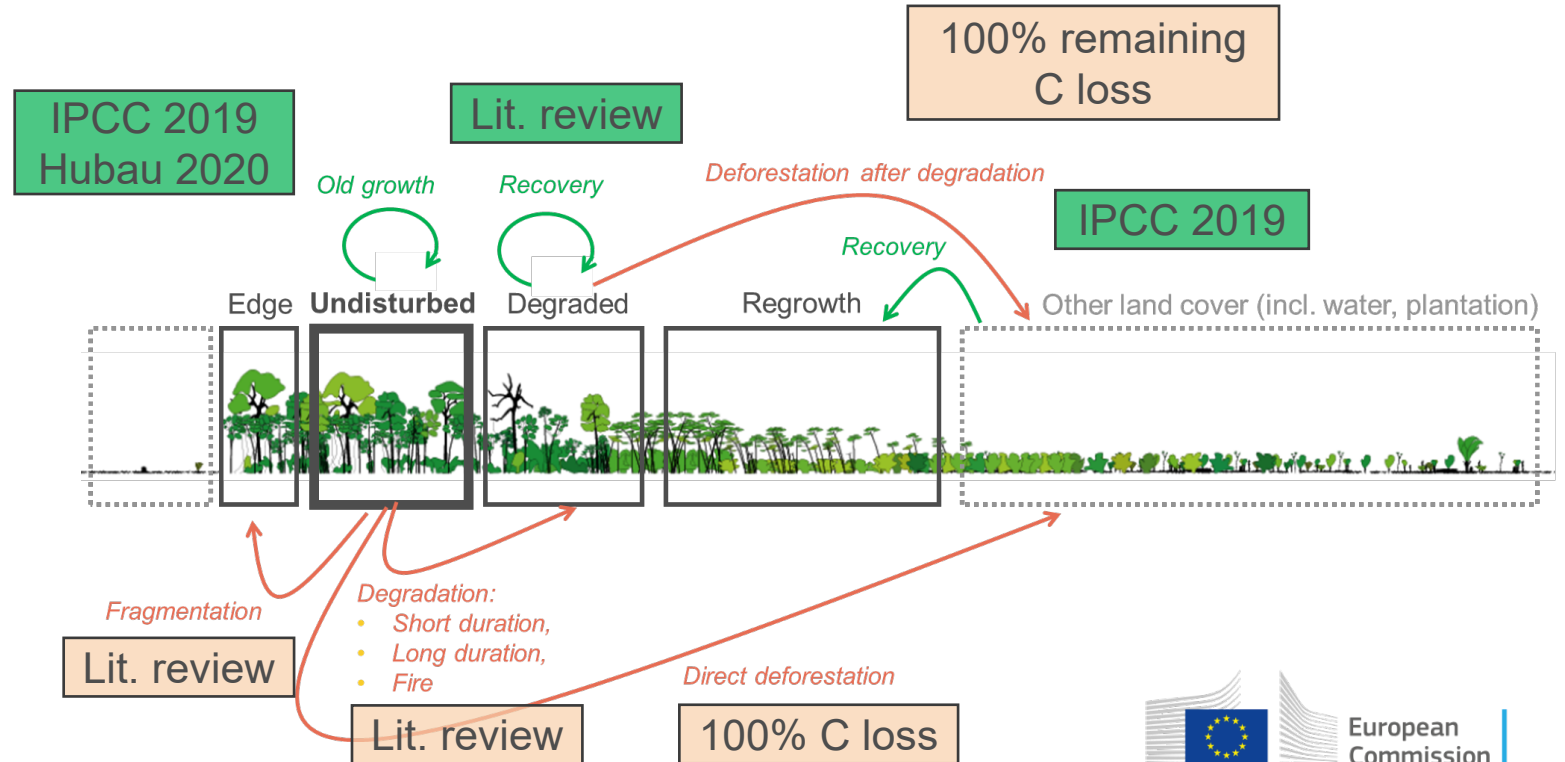 100% remaining
C loss
IPCC 2019
Hubau 2020
Lit. review
Old growth
Recovery
Deforestation after degradation
IPCC 2019
Recovery
Edge
Undisturbed
Degraded
Regrowth
Other land cover (incl. water, plantation)
Fragmentation
Lit. review
Degradation:
• Short duration,
• Long duration,
• Fire
Lit. review
Direct deforestation
100% C loss
European
Commission